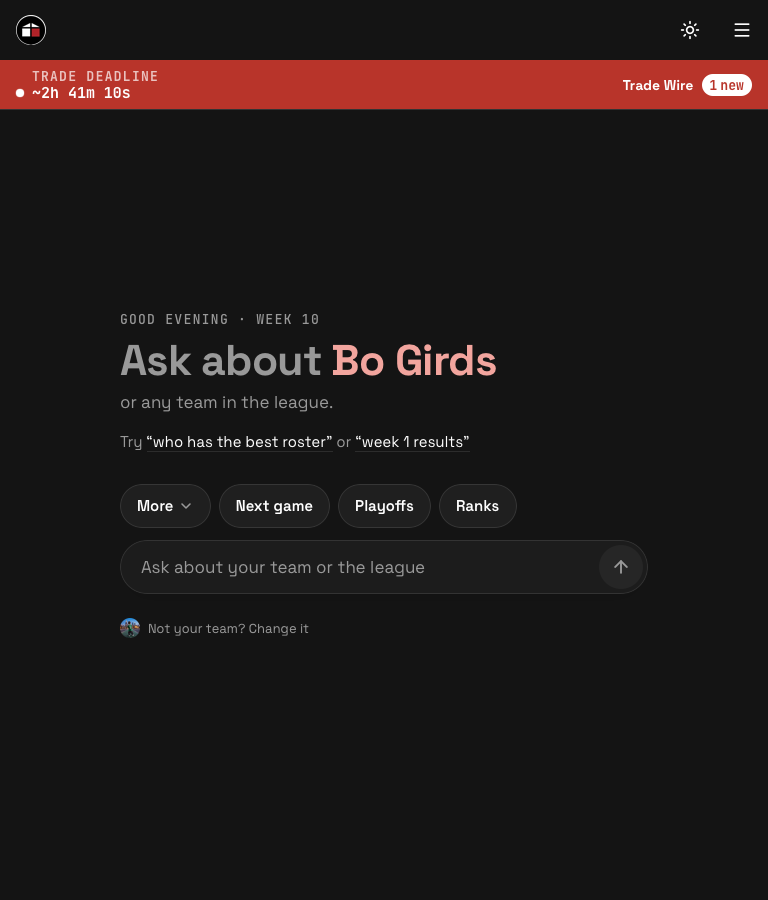 TRADE DEADLINE
~2h 41m 10s
Trade Wire 1 new
GOOD EVENING · WEEK 10
Ask about Bo Girds
or any team in the league.
Try “who has the best roster” or “week 1 results”
More Next game Playoffs Ranks
Ask about your team or the league
Not your team? Change it